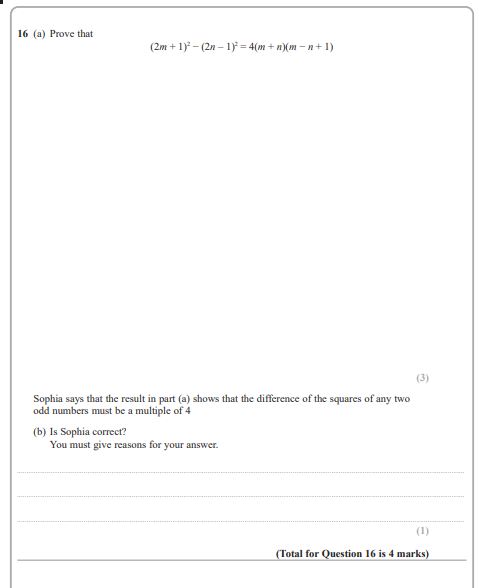 16 (a) Prove that
(2m + 1)² − (2n − 1)² = 4(m + n)(m − n + 1)
(3)
Sophia says that the result in part (a) shows that the difference of the squares of any two
odd numbers must be a multiple of 4
(b) Is Sophia correct?
You must give reasons for your answer.
(1)
(Total for Question 16 is 4 marks)